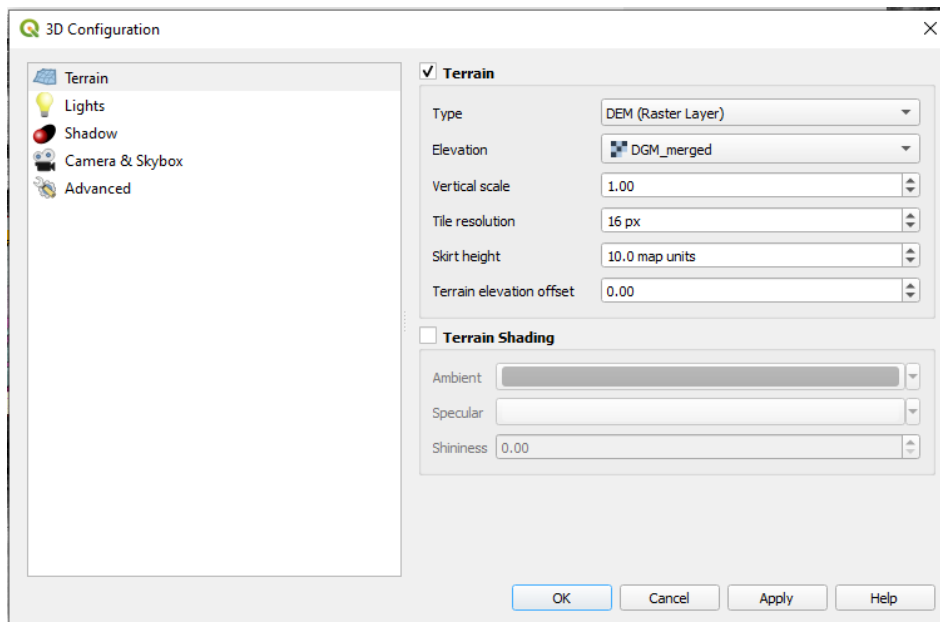 3D Configuration
Terrain
Lights
Shadow
Camera & Skybox
Advanced
Terrain
Type DEM (Raster Layer)
Elevation DGM_merged
Vertical scale 1.00
Tile resolution 16 px
Skirt height 10.0 map units
Terrain elevation offset 0.00
Terrain Shading
Ambient
Specular
Shininess 0.00
OK Cancel Apply Help